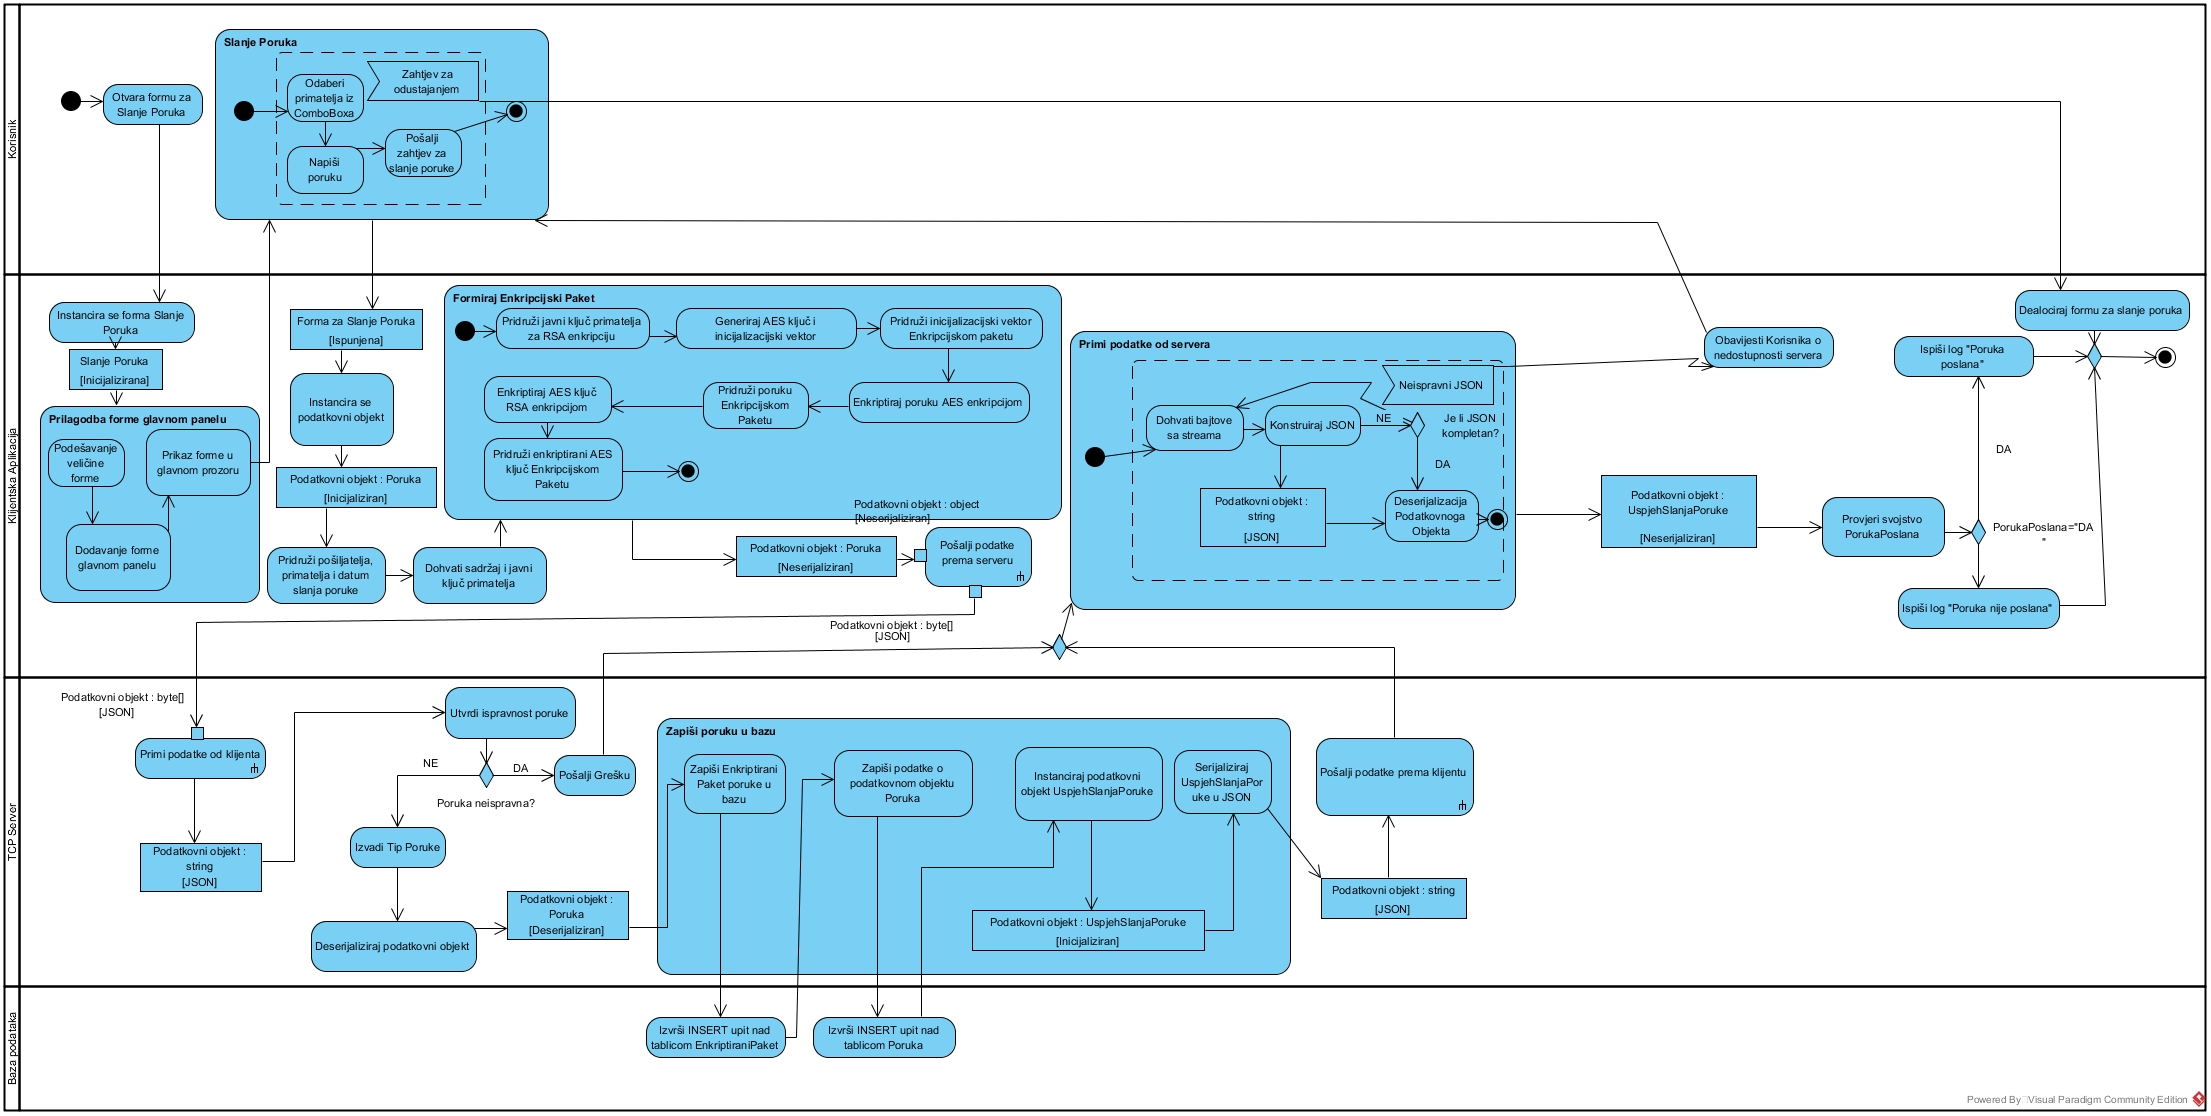 Korisnik
Otvara formu za
Slanje Poruka
Slanje Poruka
Odaberi
primatelja iz
ComboBoxa
Zahtjev za
odustajanjem
Napiši
poruku
Pošalji
zahtjev za
slanje poruke
Klijentska Aplikacija
Instancira se forma Slanje
Poruka
Slanje Poruka
[Inicijalizirana]
Prilagodba forme glavnom panelu
Podešavanje
veličine
forme
Prikaz forme u
glavnom prozoru
Dodavanje forme
glavnom panelu
Forma za Slanje Poruka
[Ispunjena]
Instancira se
podatkovni objekt
Podatkovni objekt : Poruka
[Inicijaliziran]
Pridruži pošiljatelja,
primatelja i datum
slanja poruke
Dohvati sadržaj i javni
ključ primatelja
Formiraj Enkripcijski Paket
Pridruži javni ključ primatelja
za RSA enkripciju
Generiraj AES ključ i
inicijalizacijski vektor
Pridruži inicijalizacijski vektor
Enkripcijskom paketu
Enkriptiraj poruku AES enkripcijom
Pridruži poruku
Enkripcijskom
Paketu
Enkriptiraj AES ključ
RSA enkripcijom
Pridruži enkriptirani AES
ključ Enkripcijskom
Paketu
Podatkovni objekt : object
[Neserijaliziran]
Podatkovni objekt : Poruka
[Neserijaliziran]
Pošalji podatke
prema serveru
Podatkovni objekt : byte[]
[JSON]
Primi podatke od servera
Neispravni JSON
Dohvati bajtove
sa streama
Konstruiraj JSON
NE
Je li JSON
kompletan?
DA
Podatkovni objekt :
string
[JSON]
Deserijalizacija
Podatkovnoga
Objekta
Obavijesti Korisnika o
nedostupnosti servera
Podatkovni objekt :
UspjehSlanjaPoruke
[Neserijaliziran]
Provjeri svojstvo
PorukaPoslana
Dealociraj formu za slanje poruka
Ispiši log "Poruka
poslana"
DA
PorukaPoslana="DA
"
Ispiši log "Poruka nije poslana"
TCP Server
Podatkovni objekt : byte[]
[JSON]
Primi podatke od klijenta
Podatkovni objekt :
string
[JSON]
Utvrdi ispravnost poruke
NE
DA
Poruka neispravna?
Pošalji Grešku
Izvadi Tip Poruke
Deserijaliziraj podatkovni objekt
Podatkovni objekt :
Poruka
[Deserijaliziran]
Zapiši poruku u bazu
Zapiši Enkriptirani
Paket poruke u
bazu
Zapiši podatke o
podatkovnom objektu
Poruka
Instanciraj podatkovni
objekt UspjehSlanjaPoruke
Serijaliziraj
UspjehSlanjaPor
uke u JSON
Podatkovni objekt : UspjehSlanjaPoruke
[Inicijaliziran]
Pošalji podatke prema klijentu
Podatkovni objekt : string
[JSON]
Baza podataka
Izvrši INSERT upit nad
tablicom EnkriptiraniPaket
Izvrši INSERT upit nad
tablicom Poruka
Powered By Visual Paradigm Community Edition